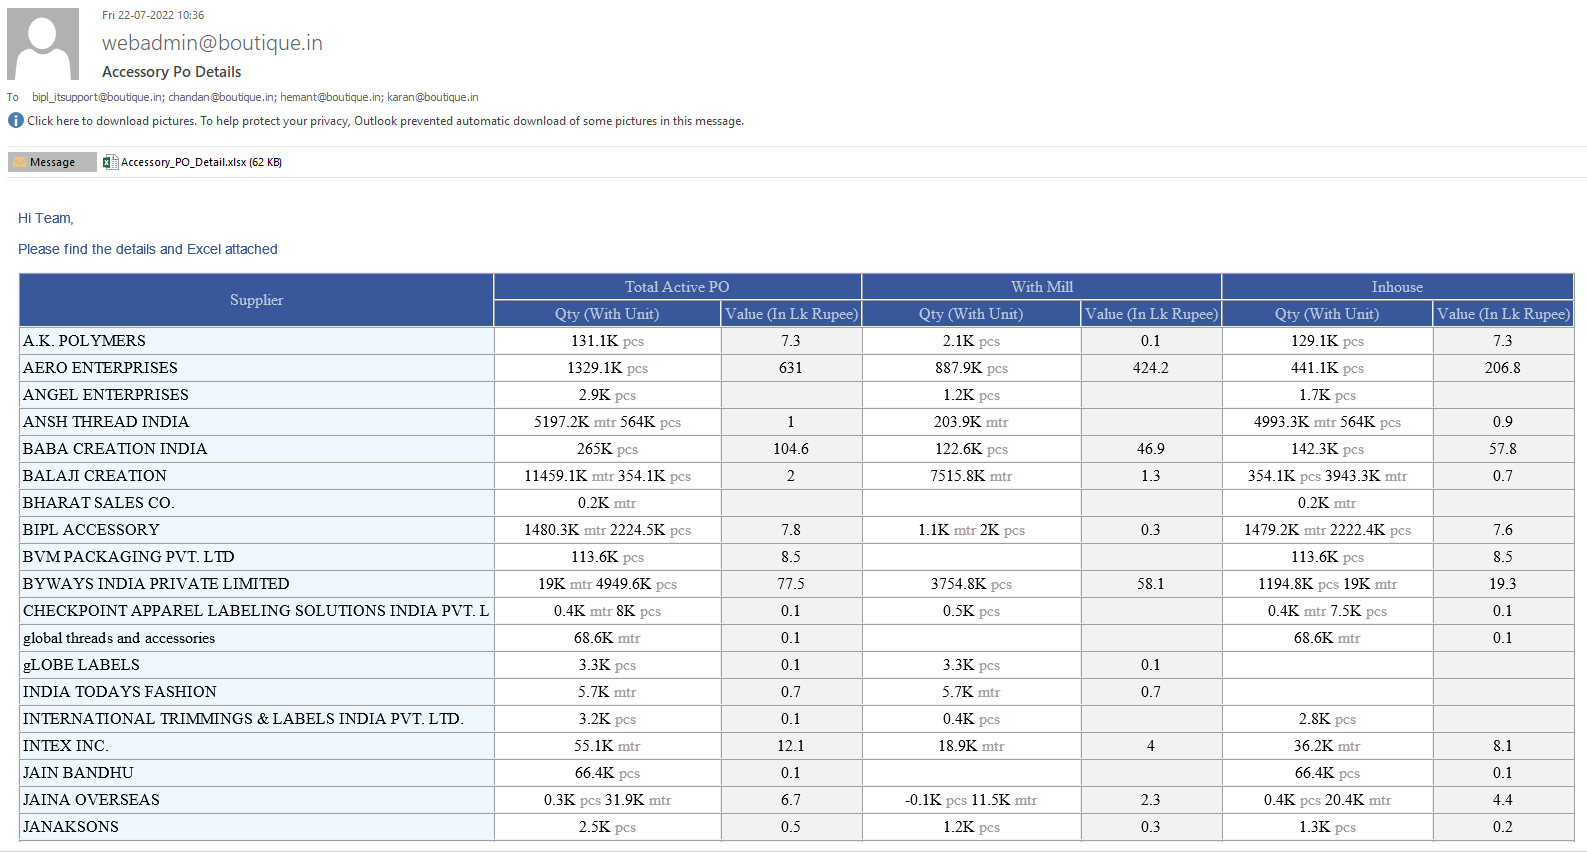 Fri 22-07-2022 10:36
webadmin@boutique.in
Accessory Po Details
To bipl_itsupport@boutique.in; chandan@boutique.in; hemant@boutique.in; karan@boutique.in
Click here to download pictures. To help protect your privacy, Outlook prevented automatic download of some pictures in this message.
Message Accessory_PO_Detail.xlsx (62 KB)
Hi Team,
Please find the details and Excel attached
Supplier Total Active PO With Mill Inhouse
Qty (With Unit) Value (In Lk Rupee) Qty (With Unit) Value (In Lk Rupee) Qty (With Unit) Value (In Lk Rupee)
A.K. POLYMERS 131.1K pcs 7.3 2.1K pcs 0.1 129.1K pcs 7.3
AERO ENTERPRISES 1329.1K pcs 631 887.9K pcs 424.2 441.1K pcs 206.8
ANGEL ENTERPRISES 2.9K pcs 1.2K pcs 1.7K pcs
ANSH THREAD INDIA 5197.2K mtr 564K pcs 1 203.9K mtr 4993.3K mtr 564K pcs 0.9
BABA CREATION INDIA 265K pcs 104.6 122.6K pcs 46.9 142.3K pcs 57.8
BALAJI CREATION 11459.1K mtr 354.1K pcs 2 7515.8K mtr 1.3 354.1K pcs 3943.3K mtr 0.7
BHARAT SALES CO. 0.2K mtr 0.2K mtr
BIPL ACCESSORY 1480.3K mtr 2224.5K pcs 7.8 1.1K mtr 2K pcs 0.3 1479.2K mtr 2222.4K pcs 7.6
BVM PACKAGING PVT. LTD 113.6K pcs 8.5 113.6K pcs 8.5
BYWAYS INDIA PRIVATE LIMITED 19K mtr 4949.6K pcs 77.5 3754.8K pcs 58.1 1194.8K pcs 19K mtr 19.3
CHECKPOINT APPAREL LABELING SOLUTIONS INDIA PVT. L 0.4K mtr 8K pcs 0.1 0.5K pcs 0.4K mtr 7.5K pcs 0.1
global threads and accessories 68.6K mtr 0.1 68.6K mtr 0.1
gLOBE LABELS 3.3K pcs 0.1 3.3K pcs 0.1
INDIA TODAYS FASHION 5.7K mtr 0.7 5.7K mtr 0.7
INTERNATIONAL TRIMMINGS & LABELS INDIA PVT. LTD. 3.2K pcs 0.1 0.4K pcs 2.8K pcs
INTEX INC. 55.1K mtr 12.1 18.9K mtr 4 36.2K mtr 8.1
JAIN BANDHU 66.4K pcs 0.1 66.4K pcs 0.1
JAINA OVERSEAS 0.3K pcs 31.9K mtr 6.7 -0.1K pcs 11.5K mtr 2.3 0.4K pcs 20.4K mtr 4.4
JANAKSONS 2.5K pcs 0.5 1.2K pcs 0.3 1.3K pcs 0.2